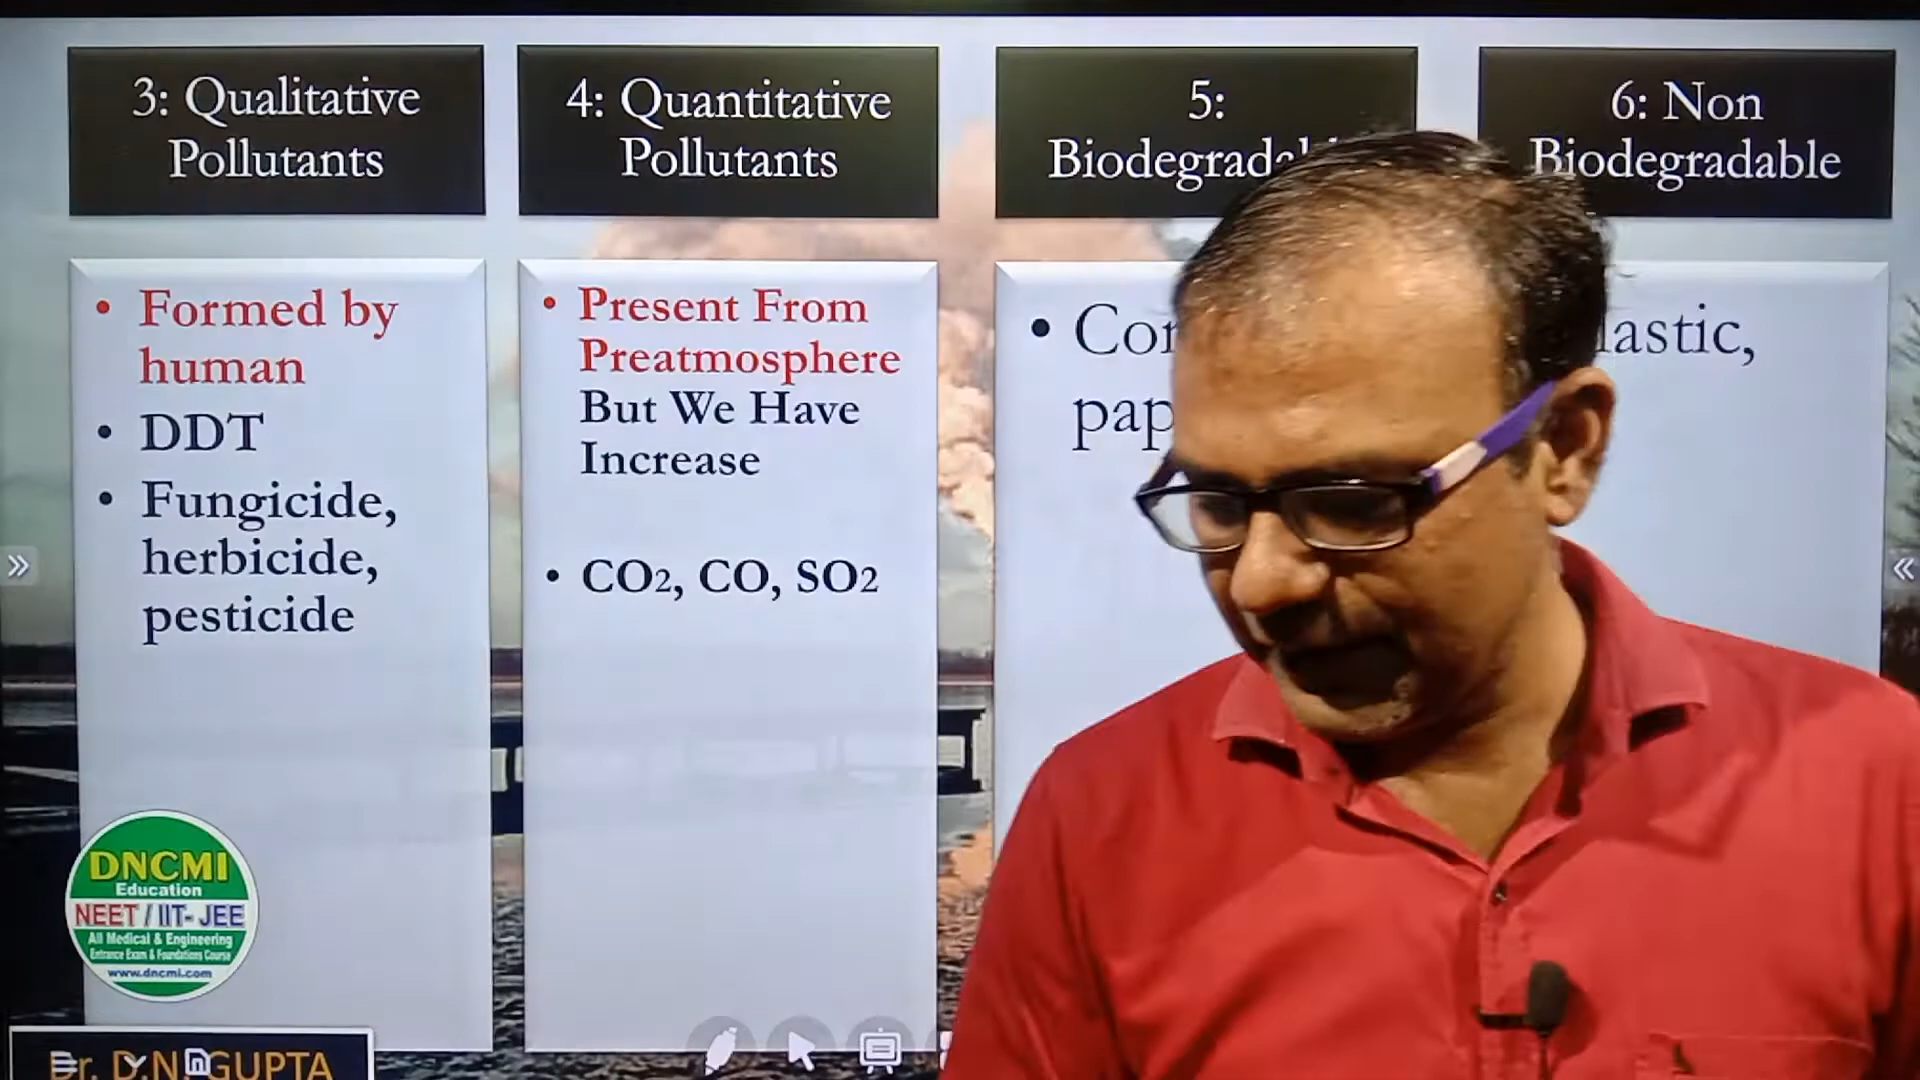 3: Qualitative
Pollutants
4: Quantitative
Pollutants
5:
6: Non
Biodegradable
• Formed by
human
• DDT
• Fungicide,
herbicide,
pesticide
• Present From
Preatmosphere
But We Have
Increase
• CO2, CO, SO2
DNCMI
Education
NEET / IIT-JEE
All Medical & Engineering
Entrance Exam & Foundations Course
www.dncmi.com
Dr. D.N. GUPTA